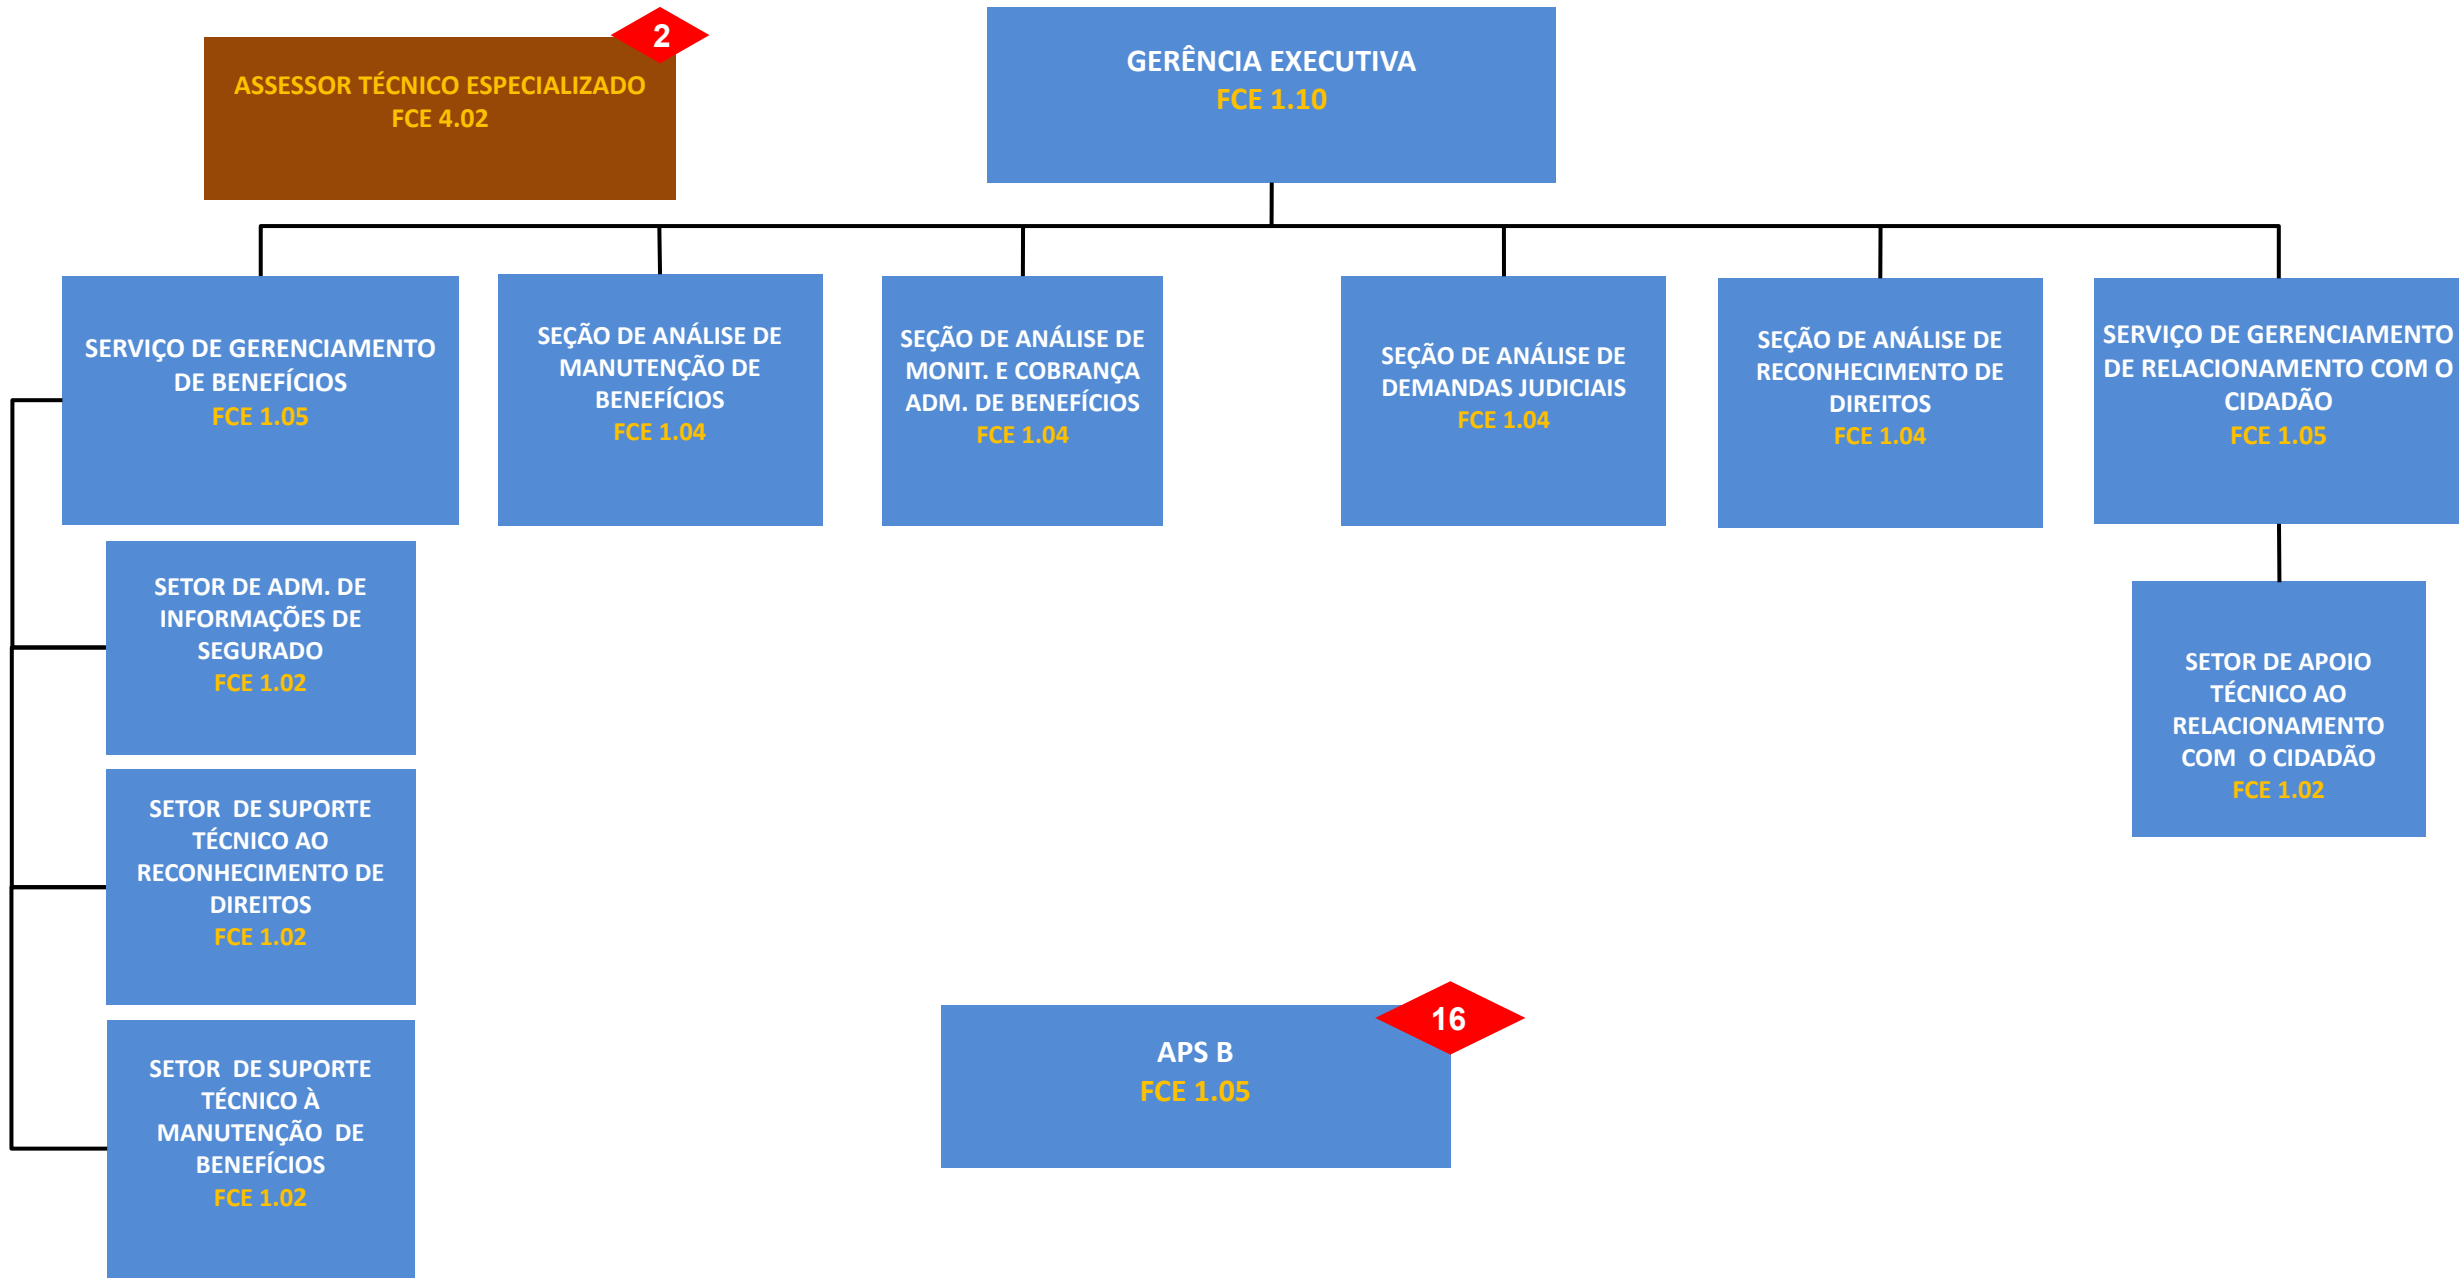 2
ASSESSOR TÉCNICO ESPECIALIZADO
FCE 4.02
GERÊNCIA EXECUTIVA
FCE 1.10
SERVIÇO DE GERENCIAMENTO
DE BENEFÍCIOS
FCE 1.05
SEÇÃO DE ANÁLISE DE
MANUTENÇÃO DE
BENEFÍCIOS
FCE 1.04
SEÇÃO DE ANÁLISE DE
MONIT. E COBRANÇA
ADM. DE BENEFÍCIOS
FCE 1.04
SEÇÃO DE ANÁLISE DE
DEMANDAS JUDICIAIS
FCE 1.04
SEÇÃO DE ANÁLISE DE
RECONHECIMENTO DE
DIREITOS
FCE 1.04
SERVIÇO DE GERENCIAMENTO
DE RELACIONAMENTO COM O
CIDADÃO
FCE 1.05
SETOR DE ADM. DE
INFORMAÇÕES DE
SEGURADO
FCE 1.02
SETOR DE SUPORTE
TÉCNICO AO
RECONHECIMENTO DE
DIREITOS
FCE 1.02
SETOR DE SUPORTE
TÉCNICO À
MANUTENÇÃO DE
BENEFÍCIOS
FCE 1.02
SETOR DE APOIO
TÉCNICO AO
RELACIONAMENTO
COM O CIDADÃO
FCE 1.02
16
APS B
FCE 1.05